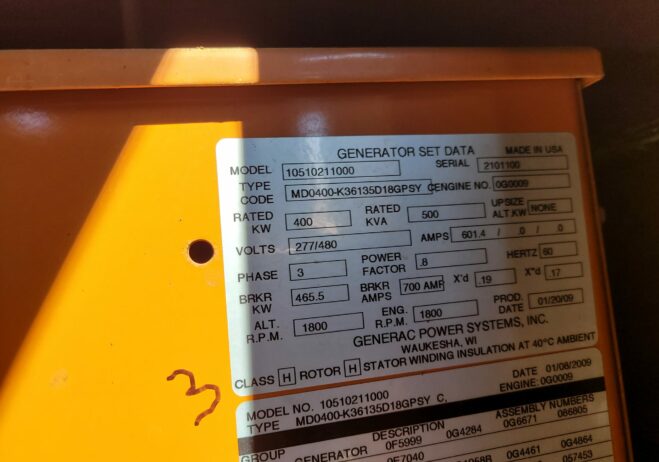 GENERATOR SET DATA MADE IN USA
MODEL 10510211000 SERIAL 2101100
TYPE CODE MD0400-K36135D18GPSY C ENGINE NO. 0G0009
RATED KW 400 RATED KVA 500 UPSIZE ALT.KW NONE
VOLTS 277/480 AMPS 601.4 / .0 / .0
PHASE 3 POWER FACTOR .8 HERTZ 60
BRKR KW 465.5 BRKR AMPS 700 AMP X'd .19 X"d .17
ALT. R.P.M. 1800 ENG. R.P.M. 1800 PROD. DATE 01/20/09
GENERAC POWER SYSTEMS, INC.
WAUKESHA, WI
CLASS H ROTOR H STATOR WINDING INSULATION AT 40°C AMBIENT
3
MODEL NO. 10510211000 DATE 01/08/2009
TYPE MD0400-K36135D18GPSY C, ENGINE: 0G0009
GROUP DESCRIPTION ASSEMBLY NUMBERS
GENERATOR 0F5999 0G4284 0G6671 086805
0E7040 0G4461 0G4864
057453